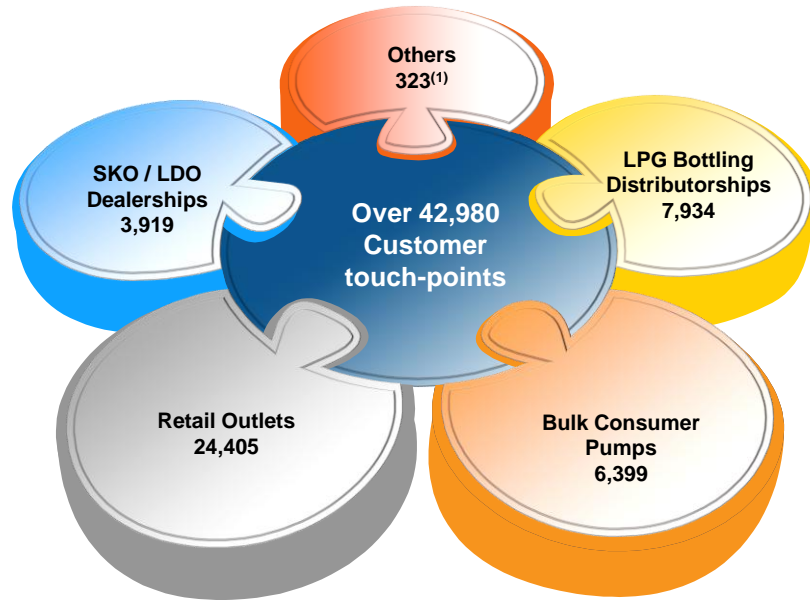 Others
323(1)
SKO / LDO
Dealerships
3,919
LPG Bottling
Distributorships
7,934
Over 42,980
Customer
touch-points
Retail Outlets
24,405
Bulk Consumer
Pumps
6,399